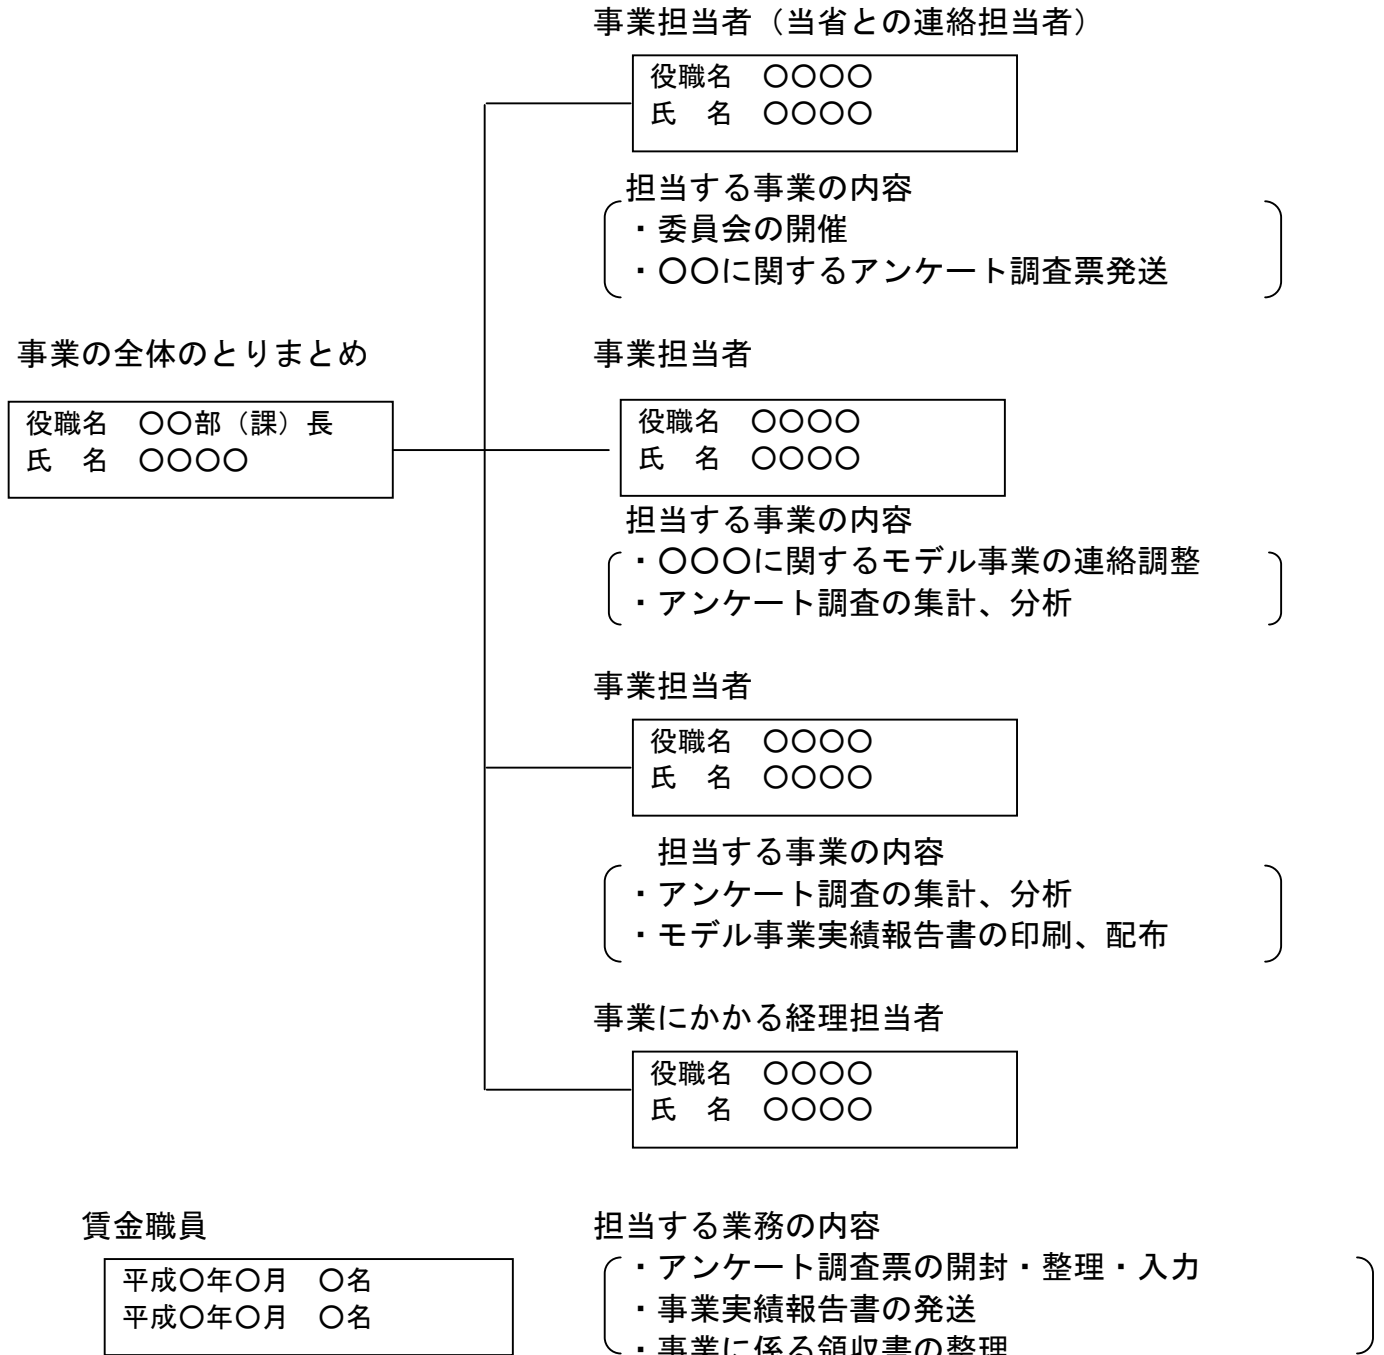 事業担当者（当省との連絡担当者）
役職名　〇〇〇〇
氏　名　〇〇〇〇
担当する事業の内容
・委員会の開催
・〇〇に関するアンケート調査票発送
事業の全体のとりまとめ
役職名　〇〇部（課）長
氏　名　〇〇〇〇
事業担当者
役職名　〇〇〇〇
氏　名　〇〇〇〇
担当する事業の内容
・〇〇〇に関するモデル事業の連絡調整
・アンケート調査の集計、分析
事業担当者
役職名　〇〇〇〇
氏　名　〇〇〇〇
担当する事業の内容
・アンケート調査の集計、分析
・モデル事業実績報告書の印刷、配布
事業にかかる経理担当者
役職名　〇〇〇〇
氏　名　〇〇〇〇
賃金職員
平成〇年〇月　〇名
平成〇年〇月　〇名
担当する業務の内容
・アンケート調査票の開封・整理・入力
・事業実績報告書の発送
・事業に係る領収書の整理